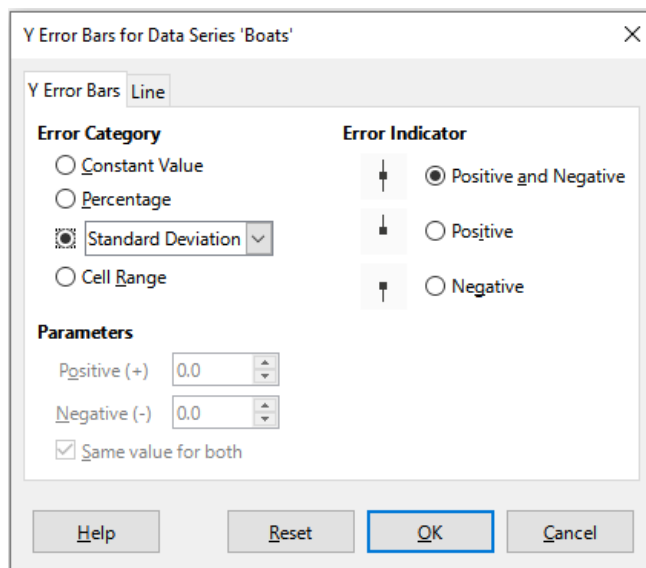 Y Error Bars for Data Series 'Boats'
Y Error Bars
Line
Error Category
Constant Value
Percentage
Standard Deviation
Cell Range
Error Indicator
Positive and Negative
Positive
Negative
Parameters
Positive (+) 0.0
Negative (-) 0.0
Same value for both
Help
Reset
OK
Cancel